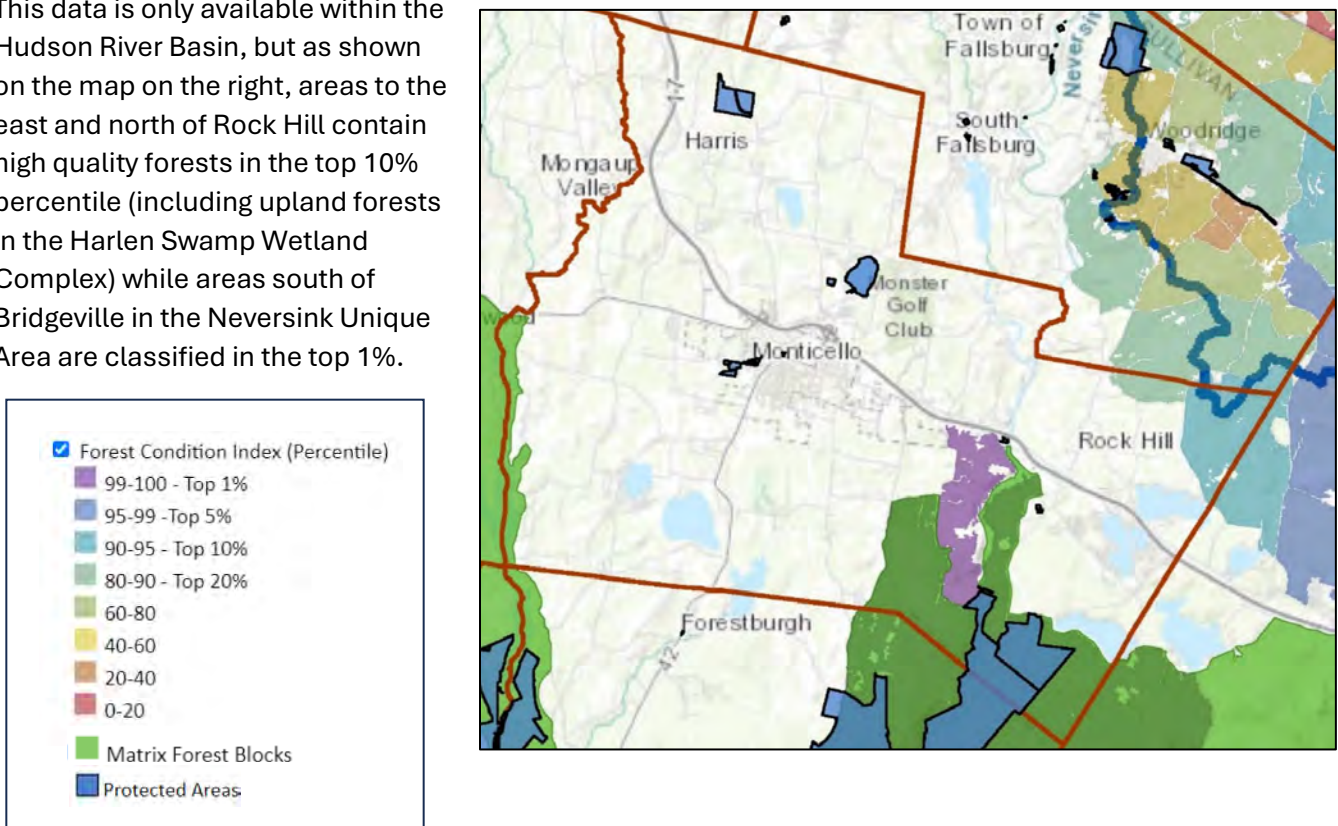 This data is only available within the
Hudson River Basin, but as shown
on the map on the right, areas to the
east and north of Rock Hill contain
high quality forests in the top 10%
percentile (including upland forests
in the Harlen Swamp Wetland
Complex) while areas south of
Bridgeville in the Neversink Unique
Area are classified in the top 1%.
Forest Condition Index (Percentile)
99-100 - Top 1%
95-99 -Top 5%
90-95 - Top 10%
80-90 - Top 20%
60-80
40-60
20-40
0-20
Matrix Forest Blocks
Protected Areas
Town of
Fallsburg
Neversin
SULLIVAN
17
Harris
South
Fallsburg
Woodridge
Mongaup
Valley
Monster
Golf
Club
Monticello
Rock Hill
Forestburgh
42